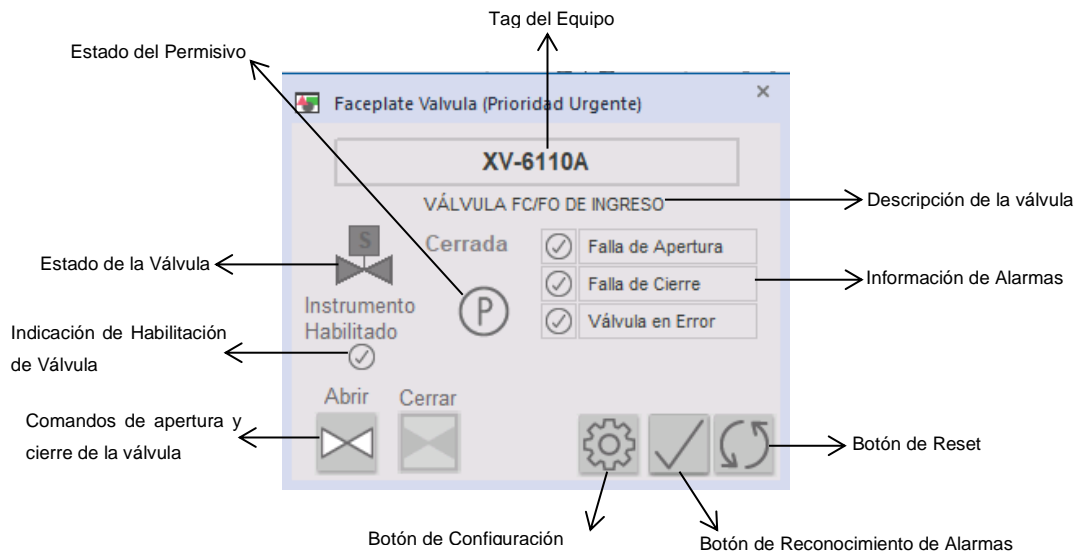 Tag del Equipo
Estado del Permisivo
Faceplate Valvula (Prioridad Urgente)
×
XV-6110A
VÁLVULA FC/FO DE INGRESO
Descripción de la válvula
S
Cerrada
Falla de Apertura
Estado de la Válvula
Falla de Cierre
Información de Alarmas
Instrumento
Habilitado
P
Válvula en Error
Indicación de Habilitación
de Válvula
Abrir
Cerrar
Comandos de apertura y
cierre de la válvula
Botón de Reset
Botón de Configuración
Botón de Reconocimiento de Alarmas